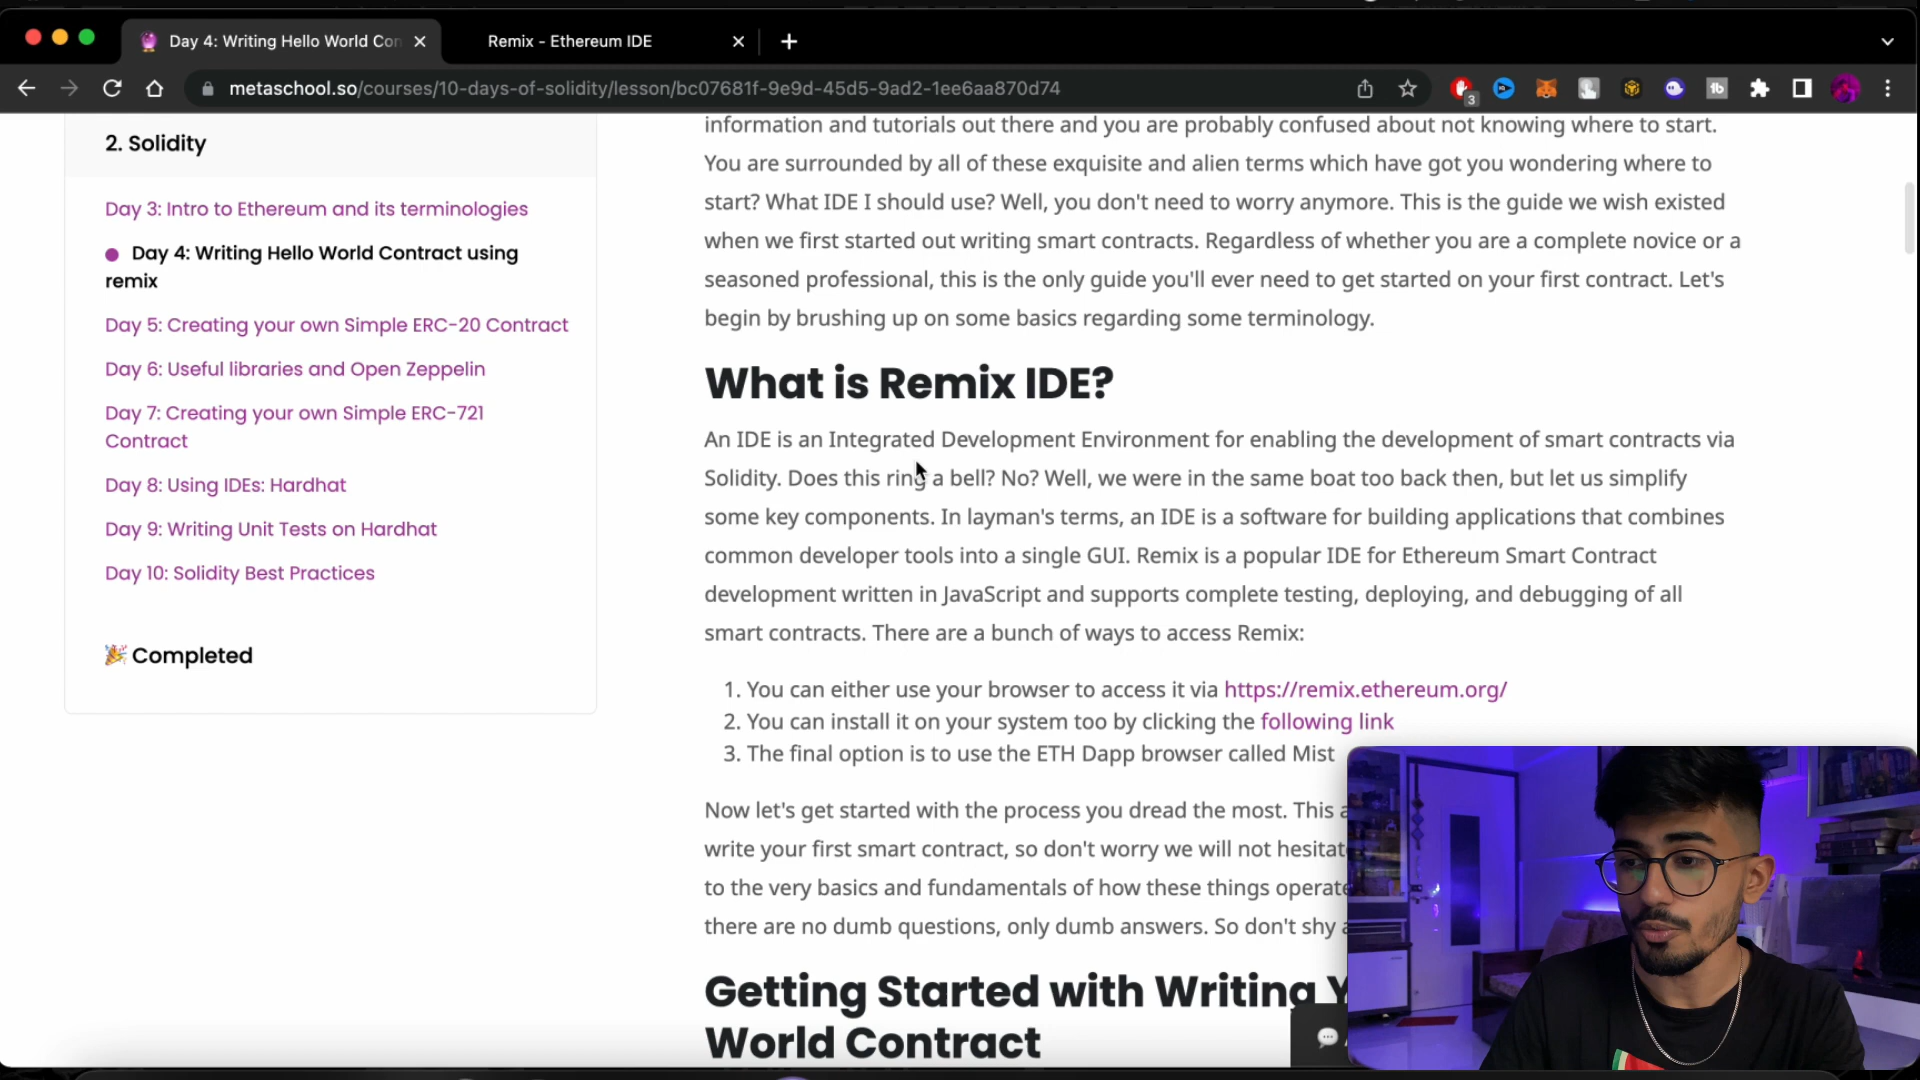 Day 4: Writing Hello World Con
Remix - Ethereum IDE
metaschool.so/courses/10-days-of-solidity/lesson/bc07681f-9e9d-45d5-9ad2-1ee6aa870d74
3
2. Solidity
Day 3: Intro to Ethereum and its terminologies
Day 4: Writing Hello World Contract using
remix
Day 5: Creating your own Simple ERC-20 Contract
Day 6: Useful libraries and Open Zeppelin
Day 7: Creating your own Simple ERC-721
Contract
Day 8: Using IDEs: Hardhat
Day 9: Writing Unit Tests on Hardhat
Day 10: Solidity Best Practices
Completed
information and tutorials out there and you are probably confused about not knowing where to start.
You are surrounded by all of these exquisite and alien terms which have got you wondering where to
start? What IDE I should use? Well, you don't need to worry anymore. This is the guide we wish existed
when we first started out writing smart contracts. Regardless of whether you are a complete novice or a
seasoned professional, this is the only guide you'll ever need to get started on your first contract. Let's
begin by brushing up on some basics regarding some terminology.
What is Remix IDE?
An IDE is an Integrated Development Environment for enabling the development of smart contracts via
Solidity. Does this ring a bell? No? Well, we were in the same boat too back then, but let us simplify
some key components. In layman's terms, an IDE is a software for building applications that combines
common developer tools into a single GUI. Remix is a popular IDE for Ethereum Smart Contract
development written in JavaScript and supports complete testing, deploying, and debugging of all
smart contracts. There are a bunch of ways to access Remix:
1. You can either use your browser to access it via https://remix.ethereum.org/
2. You can install it on your system too by clicking the following link
3. The final option is to use the ETH Dapp browser called Mist
Now let's get started with the process you dread the most. This
write your first smart contract, so don't worry we will not hesitat
to the very basics and fundamentals of how these things operate
there are no dumb questions, only dumb answers. So don't shy
Getting Started with Writing
World Contract